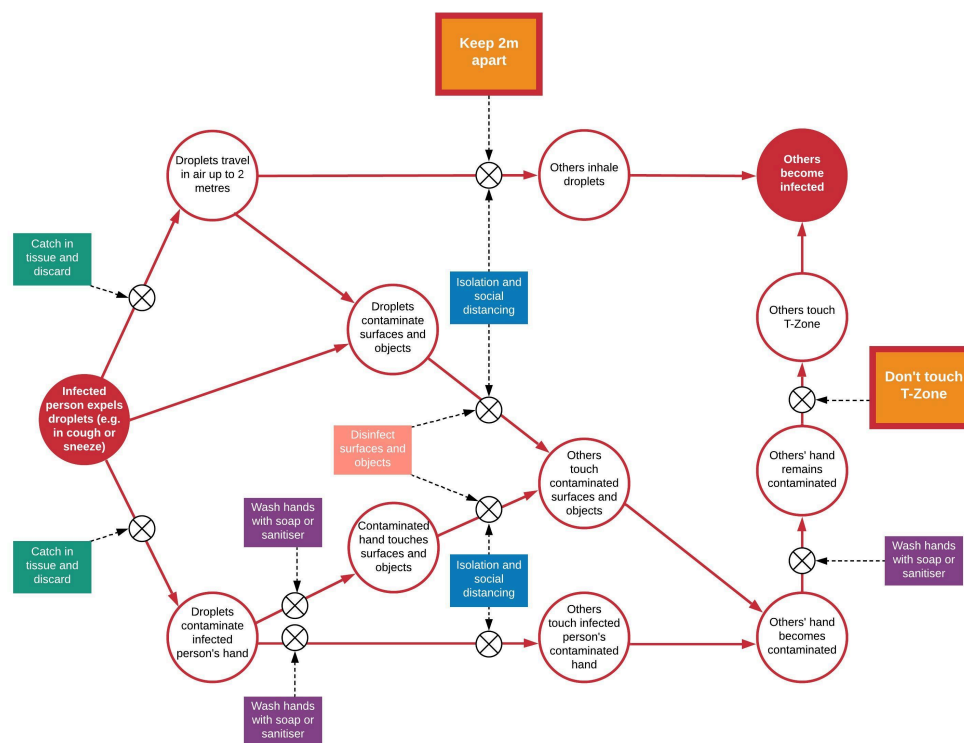 Keep 2m
apart
Droplets travel
in air up to 2
metres
Others inhale
droplets
Others
become
infected
Catch in
tissue and
discard
Isolation and
social
distancing
Droplets
contaminate
surfaces and
objects
Others touch
T-Zone
Don't touch
T-Zone
Infected
person expels
droplets (e.g.
in cough or
sneeze)
Disinfect
surfaces and
objects
Others
touch
contaminated
surfaces and
objects
Others' hand
remains
contaminated
Wash hands
with soap or
sanitiser
Contaminated
hand touches
surfaces and
objects
Catch in
tissue and
discard
Isolation and
social
distancing
Wash hands
with soap or
sanitiser
Droplets
contaminate
infected
person's hand
Others
touch infected
person's
contaminated
hand
Others' hand
becomes
contaminated
Wash hands
with soap or
sanitiser